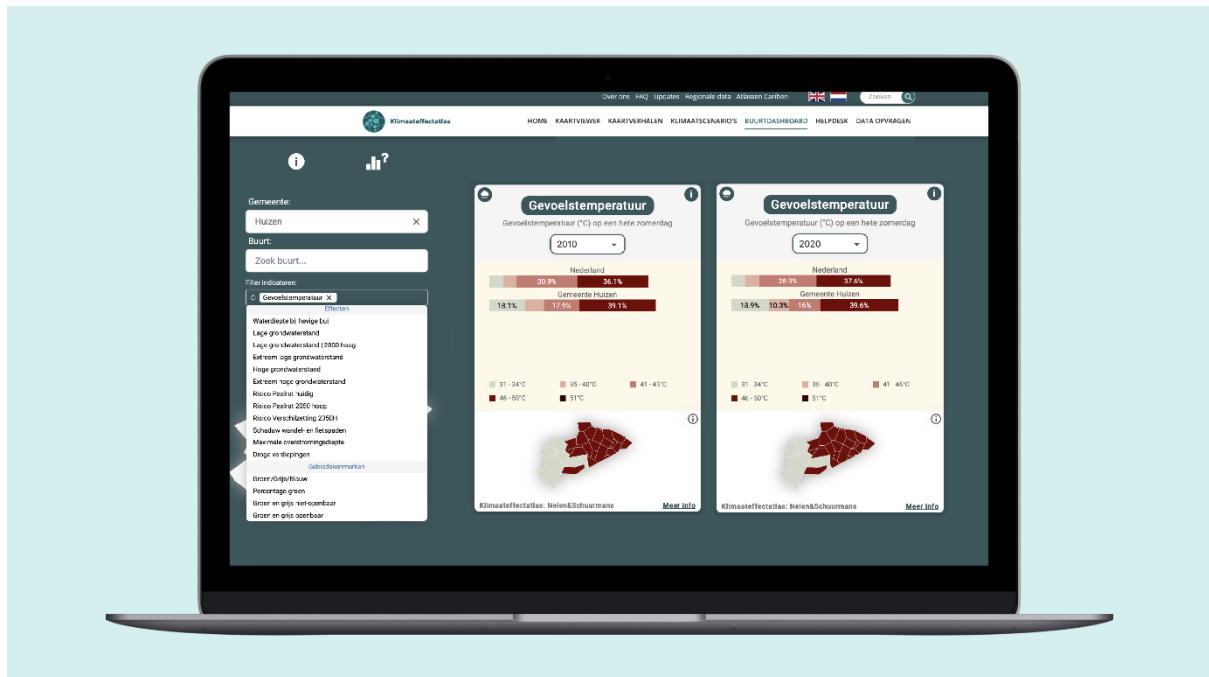 Over ons FAQ Updates Regionale data Atlassen Cariben Zoeken
Klimaateffectatlas
HOME KAARTVIEWER KAARTVERHALEN KLIMAATSCENARIO'S BUURTDASHBOARD HELPDESK DATA OPVRAGEN
Gemeente:
Huizen
Buurt:
Zoek buurt...
Filter indicatoren:
Gevoelstemperatuur ×
Effecten
Waterdiepte bij hevige bui
Lage grondwaterstand
Lage grondwaterstand | 2050 hoog
Extreem lage grondwaterstand
Hoge grondwaterstand
Extreem hoge grondwaterstand
Risico Paalrot huidig
Risico Paalrot 2050 hoog
Risico Verschilzetting 2050H
Schaduw wandel- en fietspaden
Maximale overstromingsdiepte
Droge verdiepingen
Gebiedskenmerken
Groen/Grijs/Blauw
Percentage groen
Groen en grijs niet-openbaar
Groen en grijs openbaar
Gevoelstemperatuur
Gevoelstemperatuur (°C) op een hete zomerdag
2010
Nederland
30.9% 36.1%
Gemeente Huizen
18.1% 17.9% 39.1%
31 - 34°C 35 - 40°C 41 - 45°C
46 - 50°C 51°C
Klimaateffectatlas: Nelen&Schuurmans Meer info
Gevoelstemperatuur
Gevoelstemperatuur (°C) op een hete zomerdag
2020
Nederland
28.9% 37.6%
Gemeente Huizen
18.9% 10.3% 16% 39.6%
31 - 34°C 35 - 40°C 41 - 45°C
46 - 50°C 51°C
Klimaateffectatlas: Nelen&Schuurmans Meer info